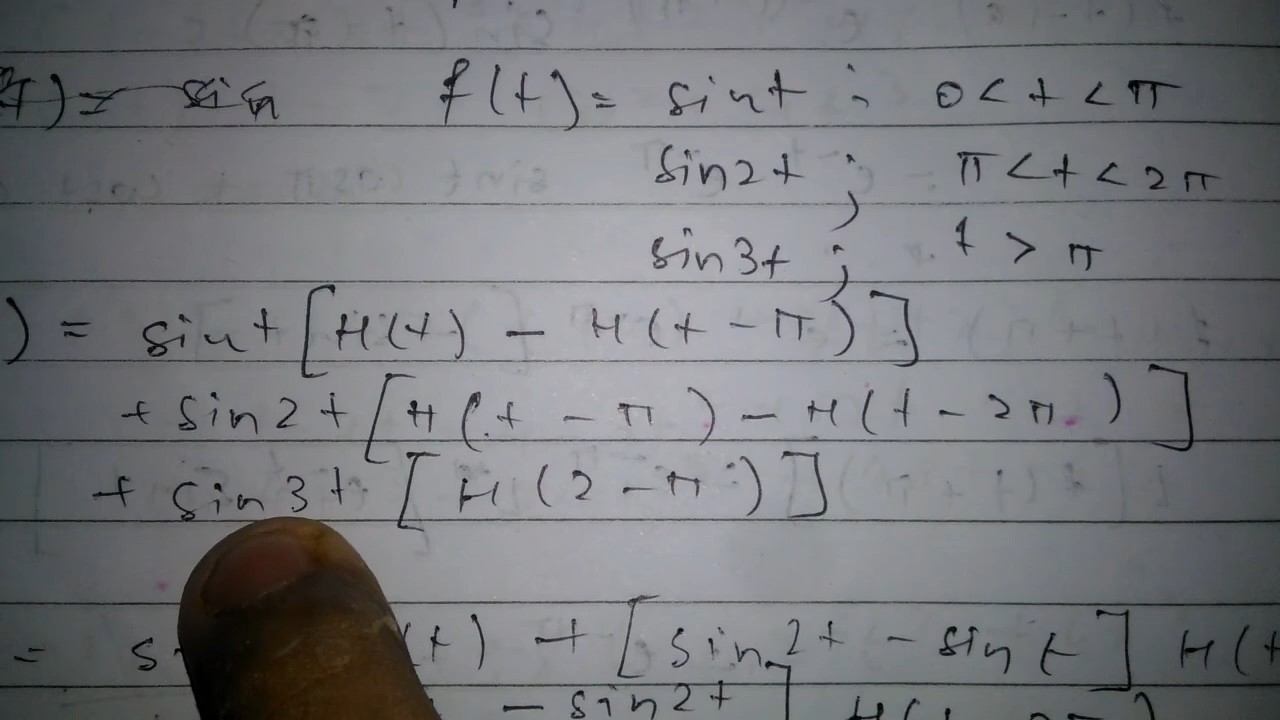 f(t) = sint ; 0 < t < π
sin2t ; π < t < 2π
sin3t ; t > π
) = sint [H(t) - H(t - π)]
+ sin2t [H(t - π) - H(t - 2π)]
+ sin3t [H(2 - π)]
= s (t) + [sin2t - sint] H(t
- sin2t]